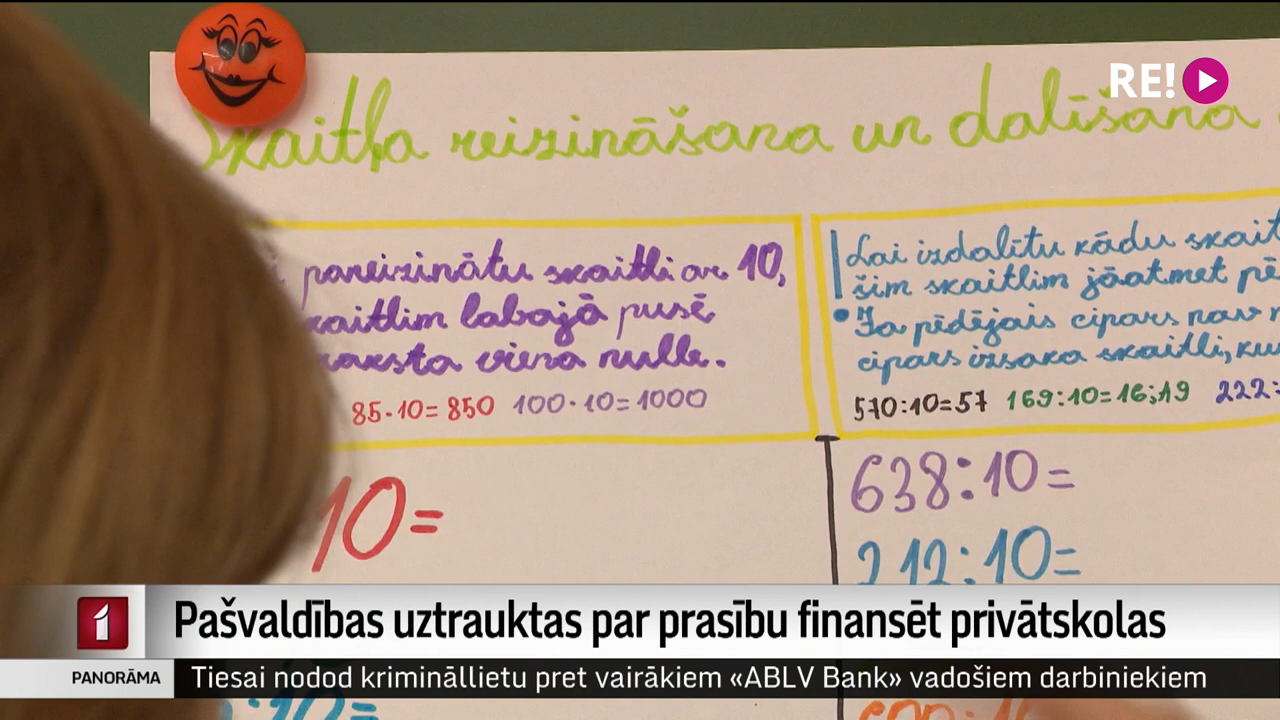 RE!
Skaitļa reizināšana un dalīšana
pareizinātu skaitli ar 10,
skaitlim labajā pusē
raksta viena nulle.
85·10=850 100·10=1000
Lai izdalītu kādu skait
šim skaitlim jāatmet pē
Ja pēdējais cipars nav n
cipars izsaka skaitli, ku
570:10=57 169:10=16;19 222:
10=
638:10=
212:10=
Pašvaldības uztrauktas par prasību finansēt privātskolas
PANORĀMA
Tiesai nodod krimināllietu pret vairākiem «ABLV Bank» vadošiem darbiniekiem